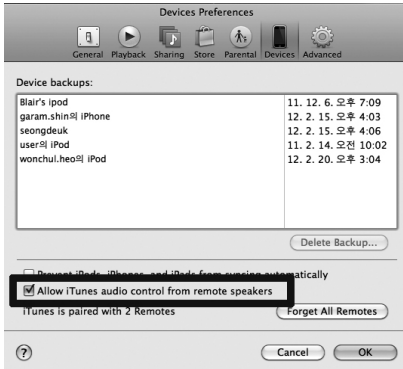 Devices Preferences
General Playback Sharing Store Parental Devices Advanced
Device backups:
Blair's ipod 11. 12. 6. 오후 7:09
garam.shin의 iPhone 12. 2. 15. 오후 4:03
seongdeuk 12. 2. 15. 오후 4:06
user의 iPod 11. 2. 14. 오전 10:02
wonchul.heo의 iPod 12. 2. 20. 오후 3:04
Delete Backup...
Prevent iPods, iPhones, and iPads from syncing automatically
Allow iTunes audio control from remote speakers
iTunes is paired with 2 Remotes Forget All Remotes
? Cancel OK